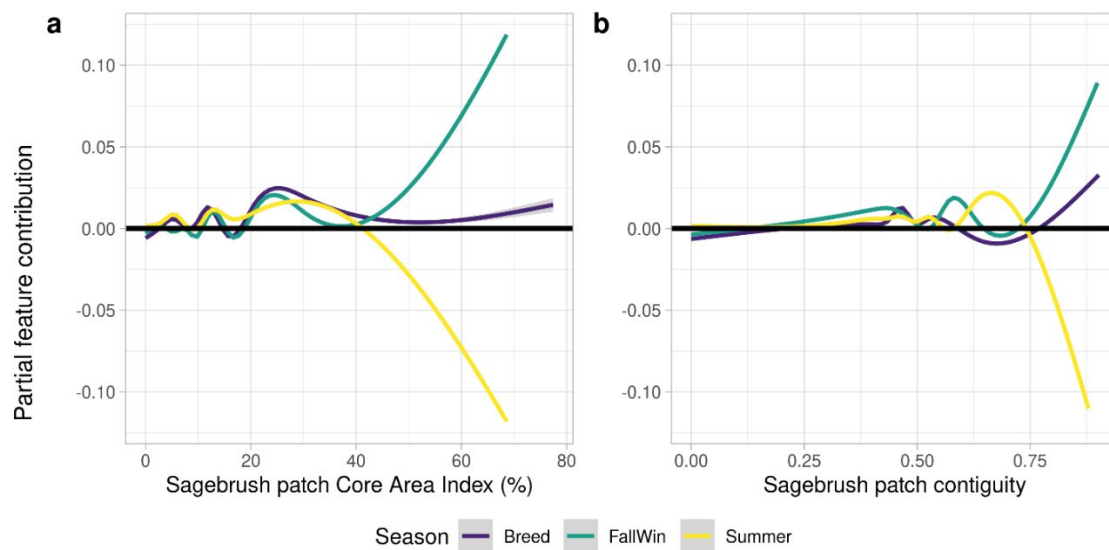 a
b
Partial feature contribution
0.10
0.05
0.00
-0.05
-0.10
0 20 40 60 80
Sagebrush patch Core Area Index (%)
0.10
0.05
0.00
-0.05
-0.10
0.00 0.25 0.50 0.75
Sagebrush patch contiguity
Season Breed FallWin Summer